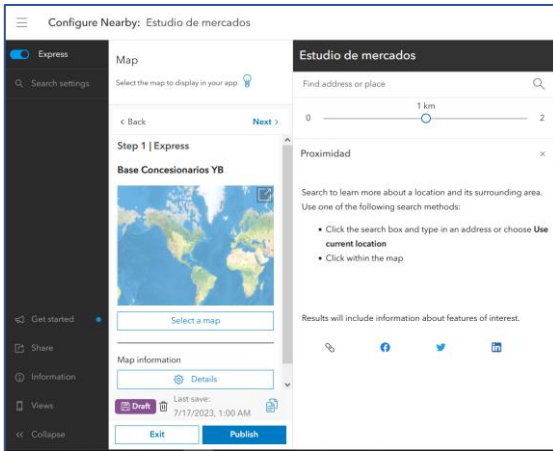 Configure Nearby: Estudio de mercados
Express
Search settings
Get started
Share
Information
Views
Collapse
Map
Select the map to display in your app
Back
Next
Step 1 | Express
Base Concesionarios YB
Select a map
Map information
Details
Draft
Last save:
7/17/2023, 1:00 AM
Exit
Publish
Estudio de mercados
Find address or place
1 km
0
2
Proximidad
Search to learn more about a location and its surrounding area.
Use one of the following search methods:
• Click the search box and type in an address or choose Use
current location
• Click within the map
Results will include information about features of interest.